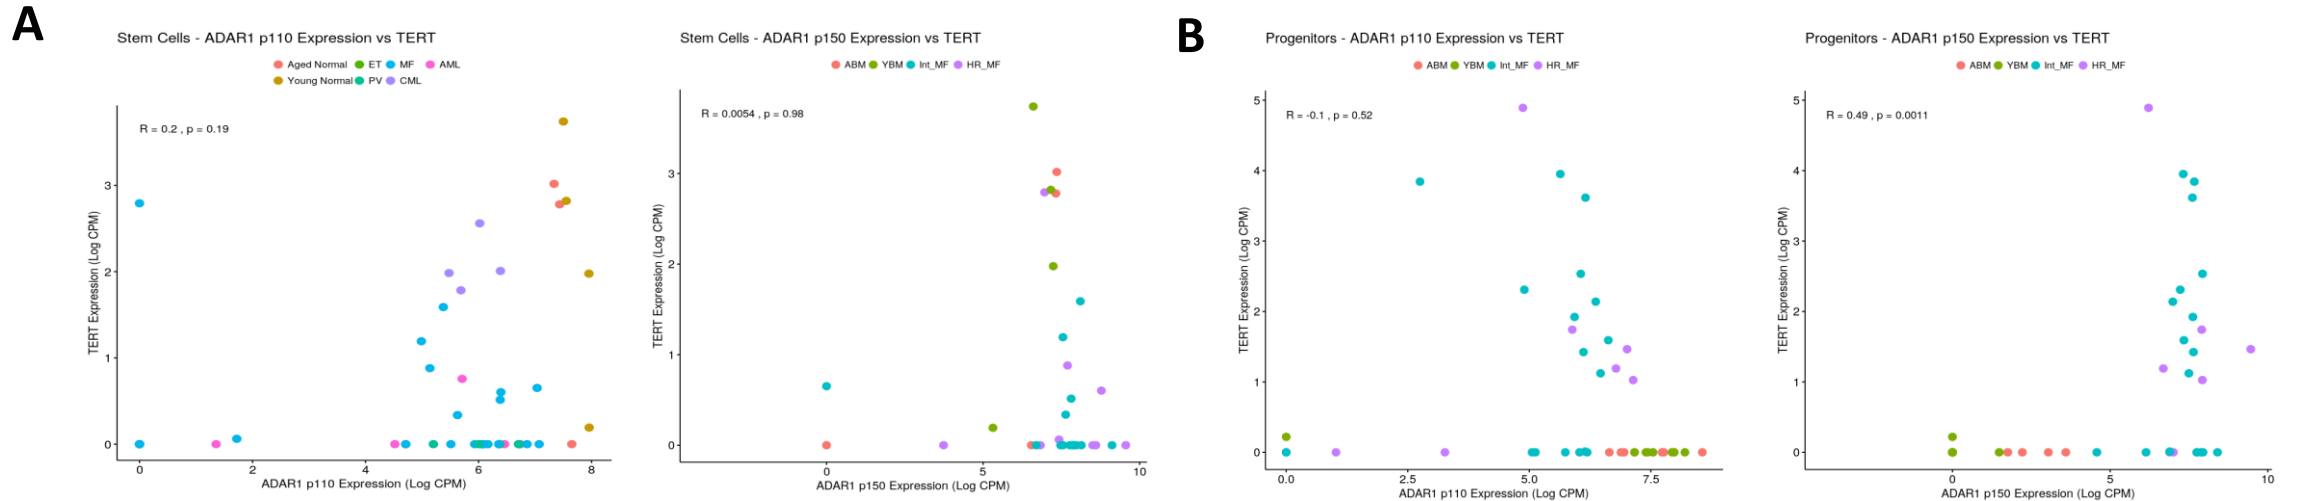 A
Stem Cells - ADAR1 p110 Expression vs TERT
Aged Normal ET MF AML
Young Normal PV CML
R = 0.2 , p = 0.19
3
2
1
0
TERT Expression (Log CPM)
0 2 4 6 8
ADAR1 p110 Expression (Log CPM)
Stem Cells - ADAR1 p150 Expression vs TERT
ABM YBM Int_MF HR_MF
R = 0.0054 , p = 0.98
3
2
1
0
TERT Expression (Log CPM)
0 5 10
ADAR1 p150 Expression (Log CPM)
B
Progenitors - ADAR1 p110 Expression vs TERT
ABM YBM Int_MF HR_MF
R = -0.1 , p = 0.52
5
4
3
2
1
0
TERT Expression (Log CPM)
0.0 2.5 5.0 7.5
ADAR1 p110 Expression (Log CPM)
Progenitors - ADAR1 p150 Expression vs TERT
ABM YBM Int_MF HR_MF
R = 0.49 , p = 0.0011
5
4
3
2
1
0
TERT Expression (Log CPM)
0 5 10
ADAR1 p150 Expression (Log CPM)